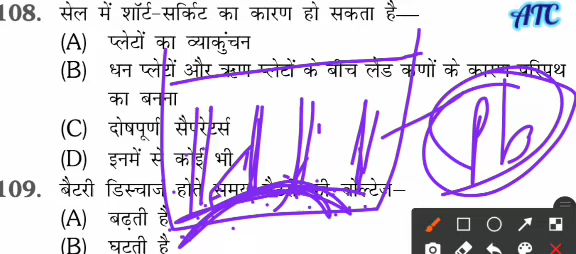 108. सेल में शॉर्ट-सर्किट का कारण हो सकता है—
ATC
(A) प्लेटों का व्याकुंचन
(B) धन प्लेटों और ऋण प्लेटों के बीच लेड कणों के कारण परिपथ
का बनना
(C) दोषपूर्ण सैपरेटर्स
(D) इनमें से कोई भी
Pb
109. बैटरी डिस्चार्ज होते समय की वोल्टेज–
(A) बढ़ती है
(B) घटती है